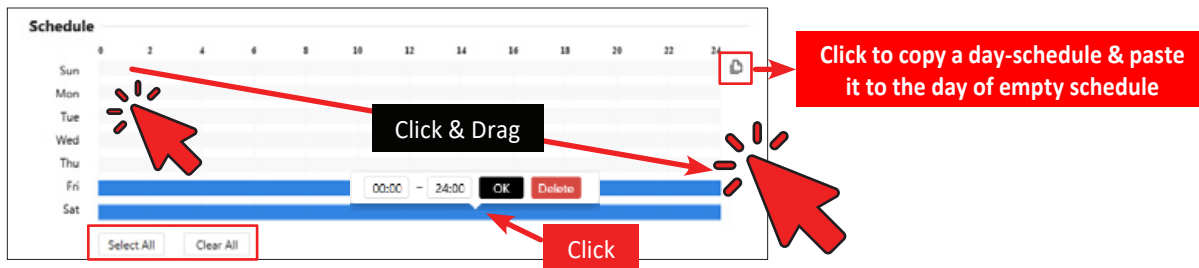 Schedule
0 2 4 6 8 10 12 14 16 18 20 22 24
Sun
Click to copy a day-schedule & paste
it to the day of empty schedule
Mon
Tue
Click & Drag
Wed
Thu
Fri
00:00 - 24:00 OK Delete
Sat
Select All Clear All
Click